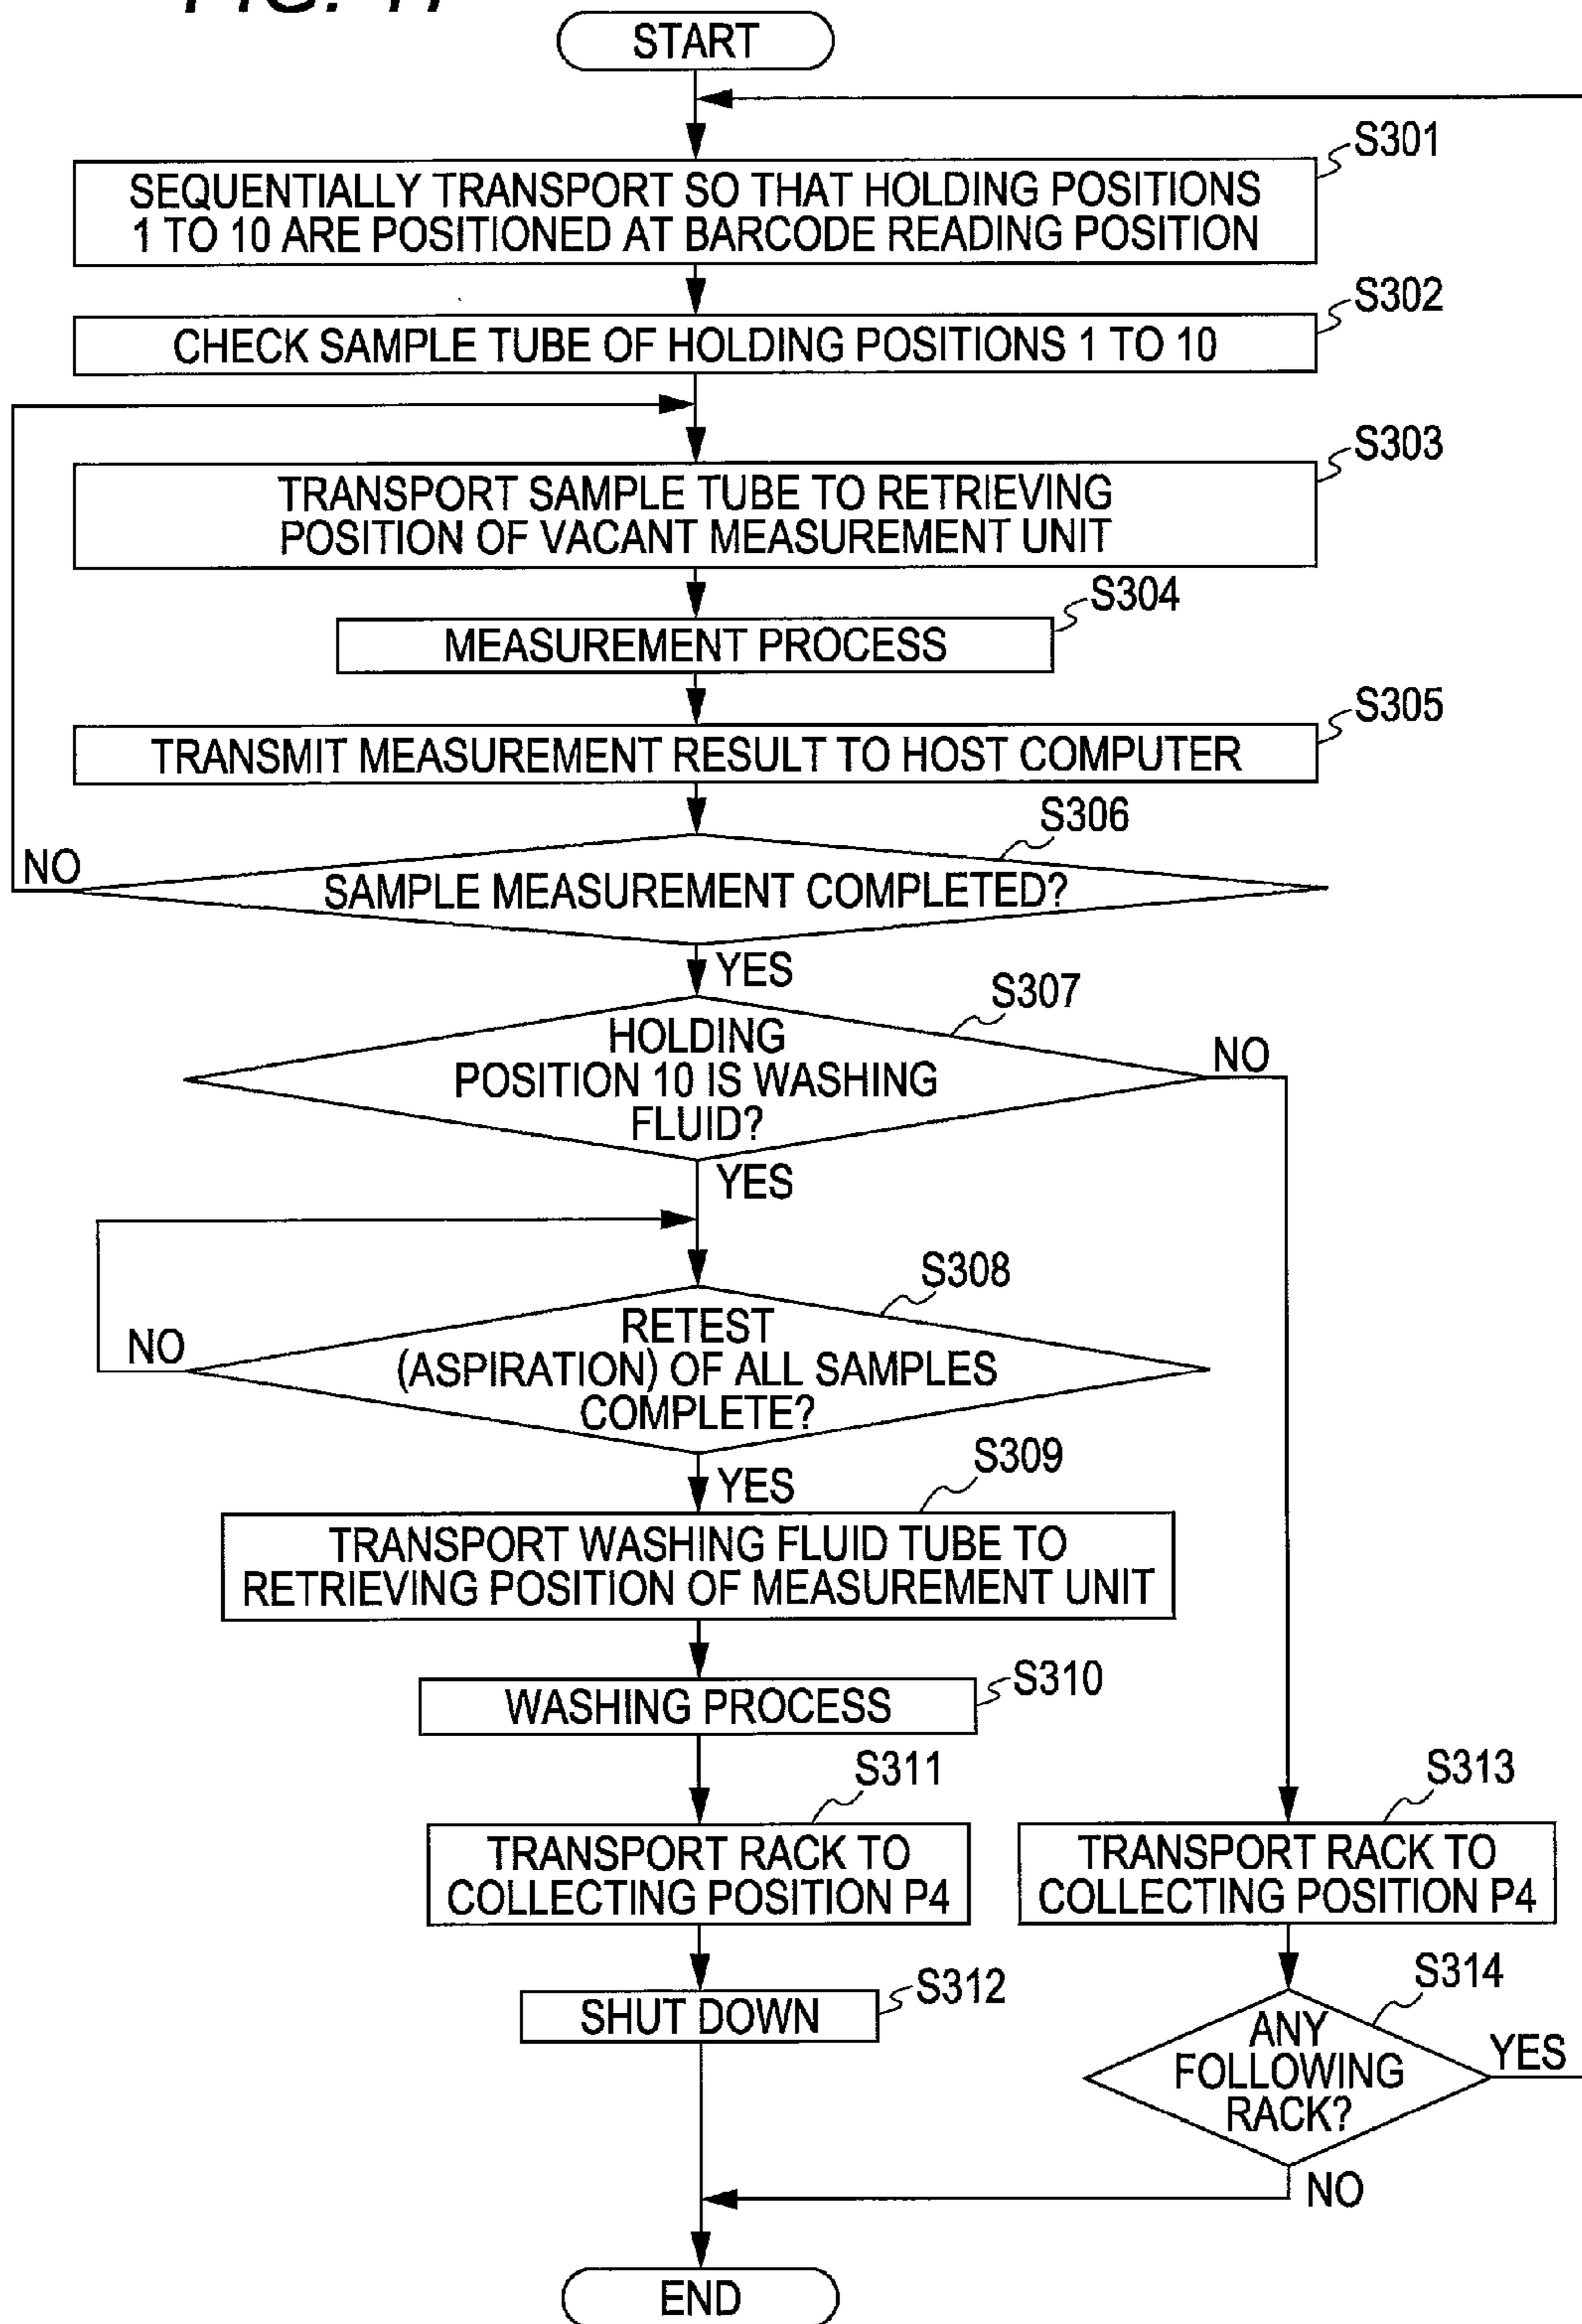 START
S301
SEQUENTIALLY TRANSPORT SO THAT HOLDING POSITIONS
1 TO 10 ARE POSITIONED AT BARCODE READING POSITION
S302
CHECK SAMPLE TUBE OF HOLDING POSITIONS 1 TO 10
S303
TRANSPORT SAMPLE TUBE TO RETRIEVING
POSITION OF VACANT MEASUREMENT UNIT
S304
MEASUREMENT PROCESS
S305
TRANSMIT MEASUREMENT RESULT TO HOST COMPUTER
S306
NO
SAMPLE MEASUREMENT COMPLETED?
YES
S307
HOLDING
POSITION 10 IS WASHING
FLUID?
NO
YES
S308
RETEST
(ASPIRATION) OF ALL SAMPLES
COMPLETE?
NO
YES
S309
TRANSPORT WASHING FLUID TUBE TO
RETRIEVING POSITION OF MEASUREMENT UNIT
S310
WASHING PROCESS
S311
TRANSPORT RACK TO
COLLECTING POSITION P4
S313
TRANSPORT RACK TO
COLLECTING POSITION P4
S312
SHUT DOWN
S314
ANY
FOLLOWING
RACK?
YES
NO
END